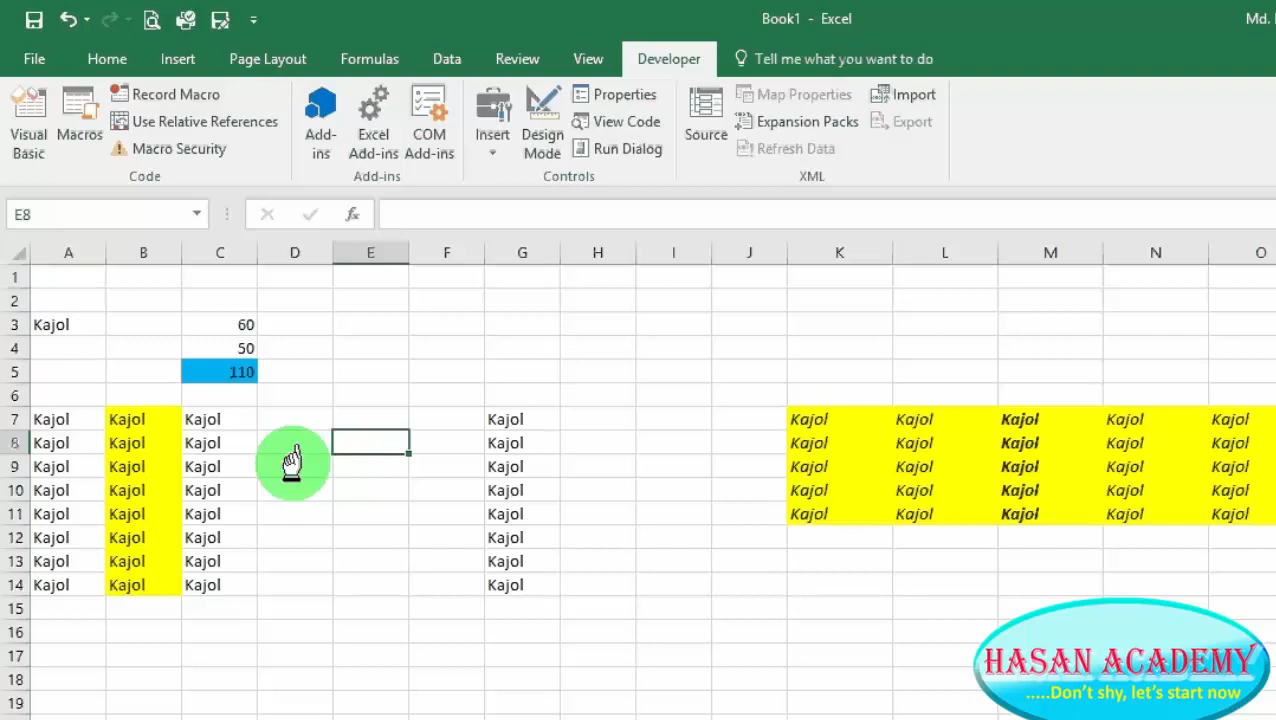 Book1 - Excel
Md.
File Home Insert Page Layout Formulas Data Review View Developer Tell me what you want to do
Visual Basic
Macros
Record Macro
Use Relative References
Macro Security
Code
Add-ins
Excel Add-ins
COM Add-ins
Add-ins
Insert
Design Mode
Properties
View Code
Run Dialog
Controls
Source
Map Properties
Expansion Packs
Refresh Data
Import
Export
XML
E8
fx
A B C D E F G H I J K L M N O
1
2
3 Kajol 60
4 50
5 110
6
7 Kajol Kajol Kajol Kajol Kajol Kajol Kajol Kajol Kajol
8 Kajol Kajol Kajol Kajol Kajol Kajol Kajol Kajol Kajol
9 Kajol Kajol Kajol Kajol Kajol Kajol Kajol Kajol Kajol
10 Kajol Kajol Kajol Kajol Kajol Kajol Kajol Kajol Kajol
11 Kajol Kajol Kajol Kajol Kajol Kajol Kajol Kajol Kajol
12 Kajol Kajol Kajol Kajol
13 Kajol Kajol Kajol Kajol
14 Kajol Kajol Kajol Kajol
15
16
17
18
19
HASAN ACADEMY
.....Don't shy, let's start now